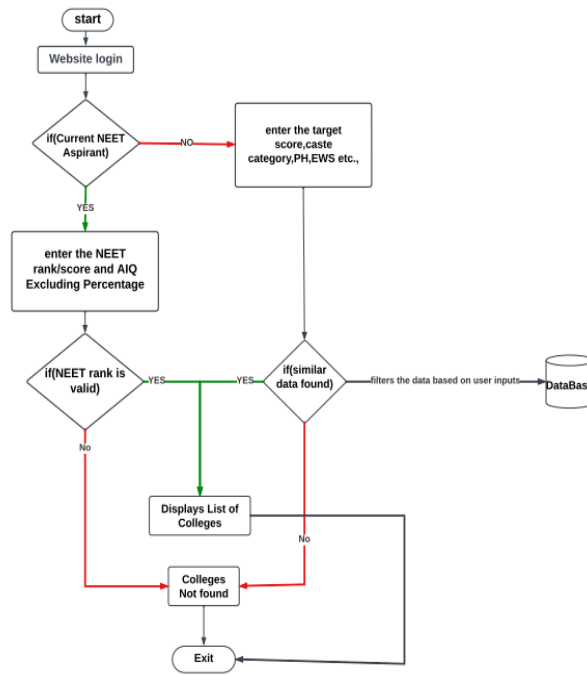 start
Website login
if(Current NEET
Aspirant)
NO
enter the target
score,caste
category,PH,EWS etc.,
YES
enter the NEET
rank/score and AIQ
Excluding Percentage
if(NEET rank is
valid)
YES
YES
if(similar
data found)
filters the data based on user inputs
DataBas
No
Displays List of
Colleges
No
Colleges
Not found
Exit